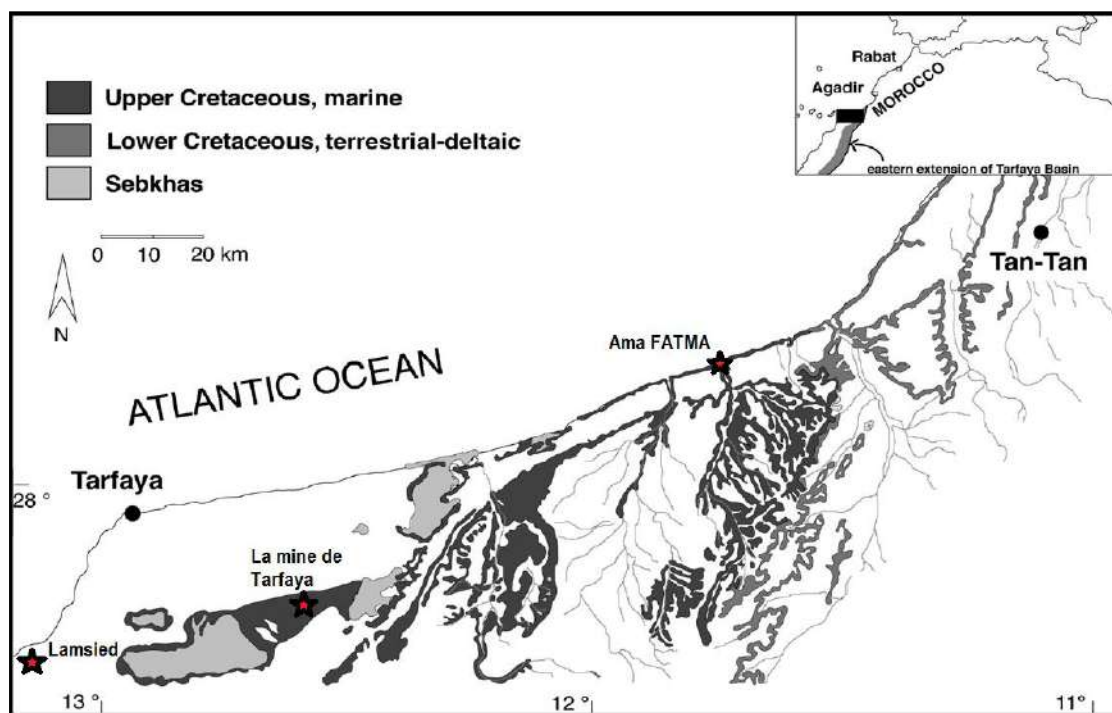 Rabat
Agadir
MOROCCO
eastern extension of Tarfaya Basin
Upper Cretaceous, marine
Lower Cretaceous, terrestrial-deltaic
Sebkhas
0 10 20 km
N
Tan-Tan
Ama FATMA
ATLANTIC OCEAN
Tarfaya
28 °
La mine de
Tarfaya
Lamsied
13 ° 12 ° 11°